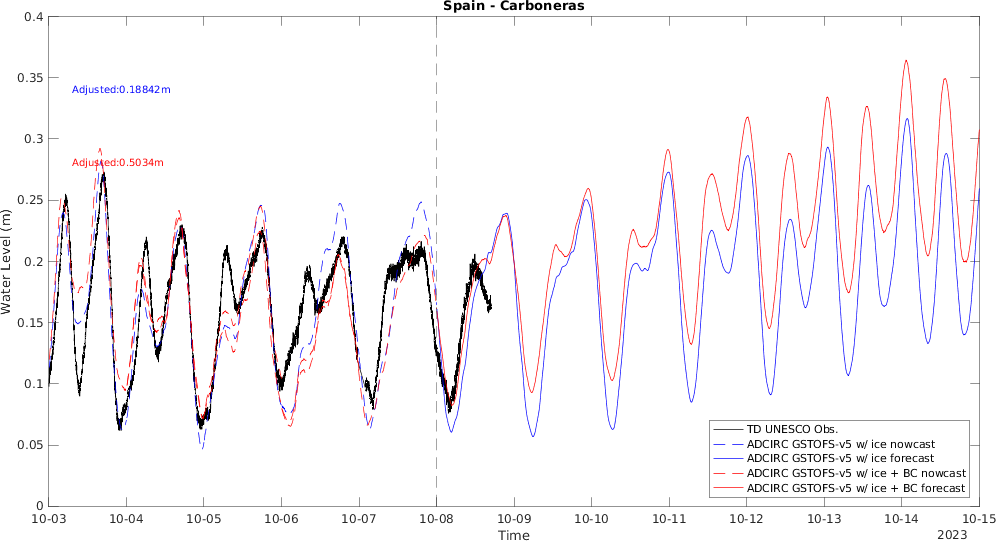 Spain - Carboneras
0.4
0.35
0.3
0.25
0.2
0.15
0.1
0.05
0
Water Level (m)
Adjusted:0.18842m
Adjusted:0.5034m
TD UNESCO Obs.
ADCIRC GSTOFS-v5 w/ ice nowcast
ADCIRC GSTOFS-v5 w/ ice forecast
ADCIRC GSTOFS-v5 w/ ice + BC nowcast
ADCIRC GSTOFS-v5 w/ ice + BC forecast
10-03 10-04 10-05 10-06 10-07 10-08 10-09 10-10 10-11 10-12 10-13 10-14 10-15
Time
2023